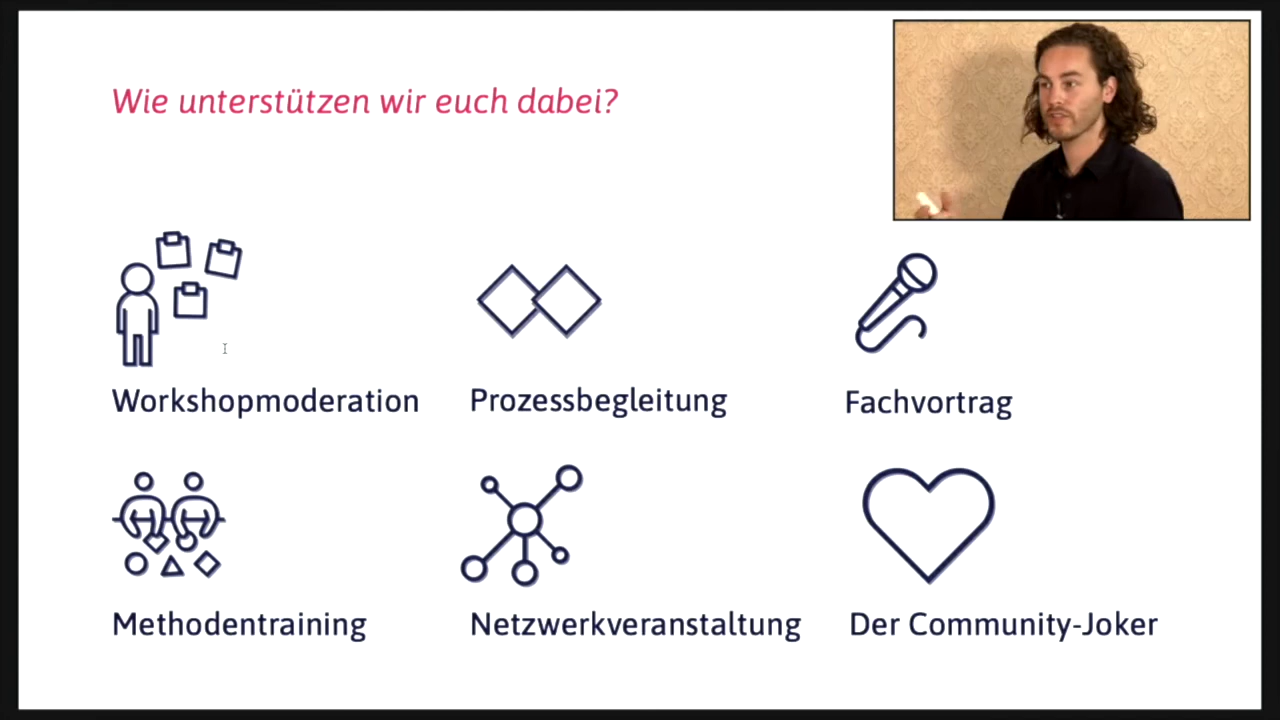 Wie unterstützen wir euch dabei?
Workshopmoderation
Prozessbegleitung
Fachvortrag
Methodentraining
Netzwerkveranstaltung
Der Community-Joker